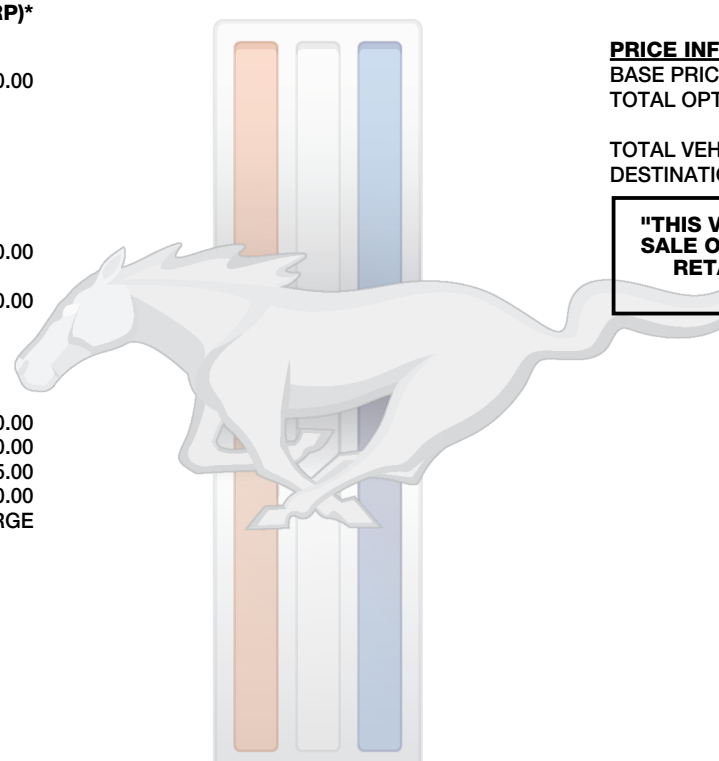 RP)*
0.00
0.00
0.00
0.00
0.00
5.00
0.00
RGE
PRICE INF
BASE PRIC
TOTAL OPT
TOTAL VEH
DESTINATIO
"THIS V
SALE O
RETA